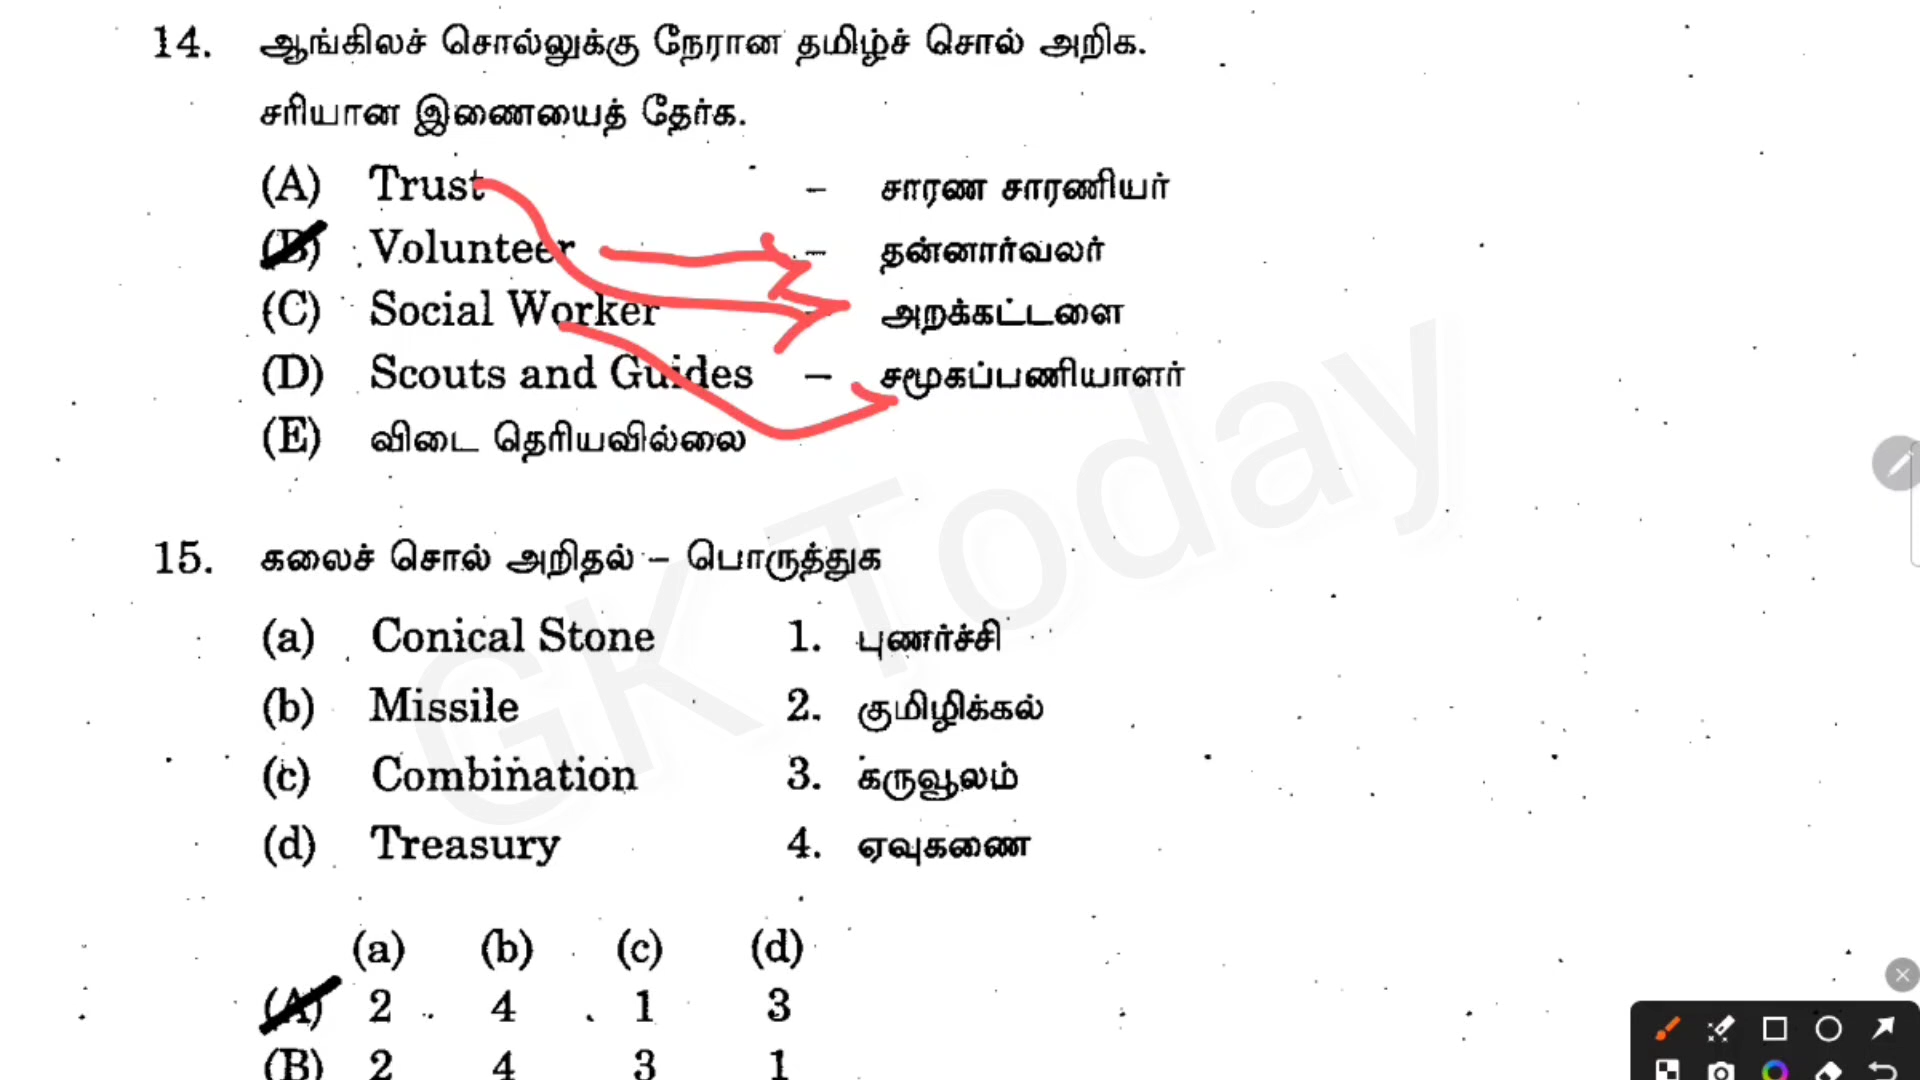 14. ஆங்கிலச் சொல்லுக்கு நேரான தமிழ்ச் சொல் அறிக.
சரியான இணையைத் தேர்க.
(A) Trust – சாரண சாரணியர்
(B) Volunteer – தன்னார்வலர்
(C) Social Worker – அறக்கட்டளை
(D) Scouts and Guides – சமூகப்பணியாளர்
(E) விடை தெரியவில்லை
15. கலைச் சொல் அறிதல் – பொருத்துக
(a) Conical Stone 1. புணர்ச்சி
(b) Missile 2. குமிழிக்கல்
(c) Combination 3. கருவூலம்
(d) Treasury 4. ஏவுகணை
(a) (b) (c) (d)
(A) 2 4 1 3
(B) 2 4 3 1
GK Today